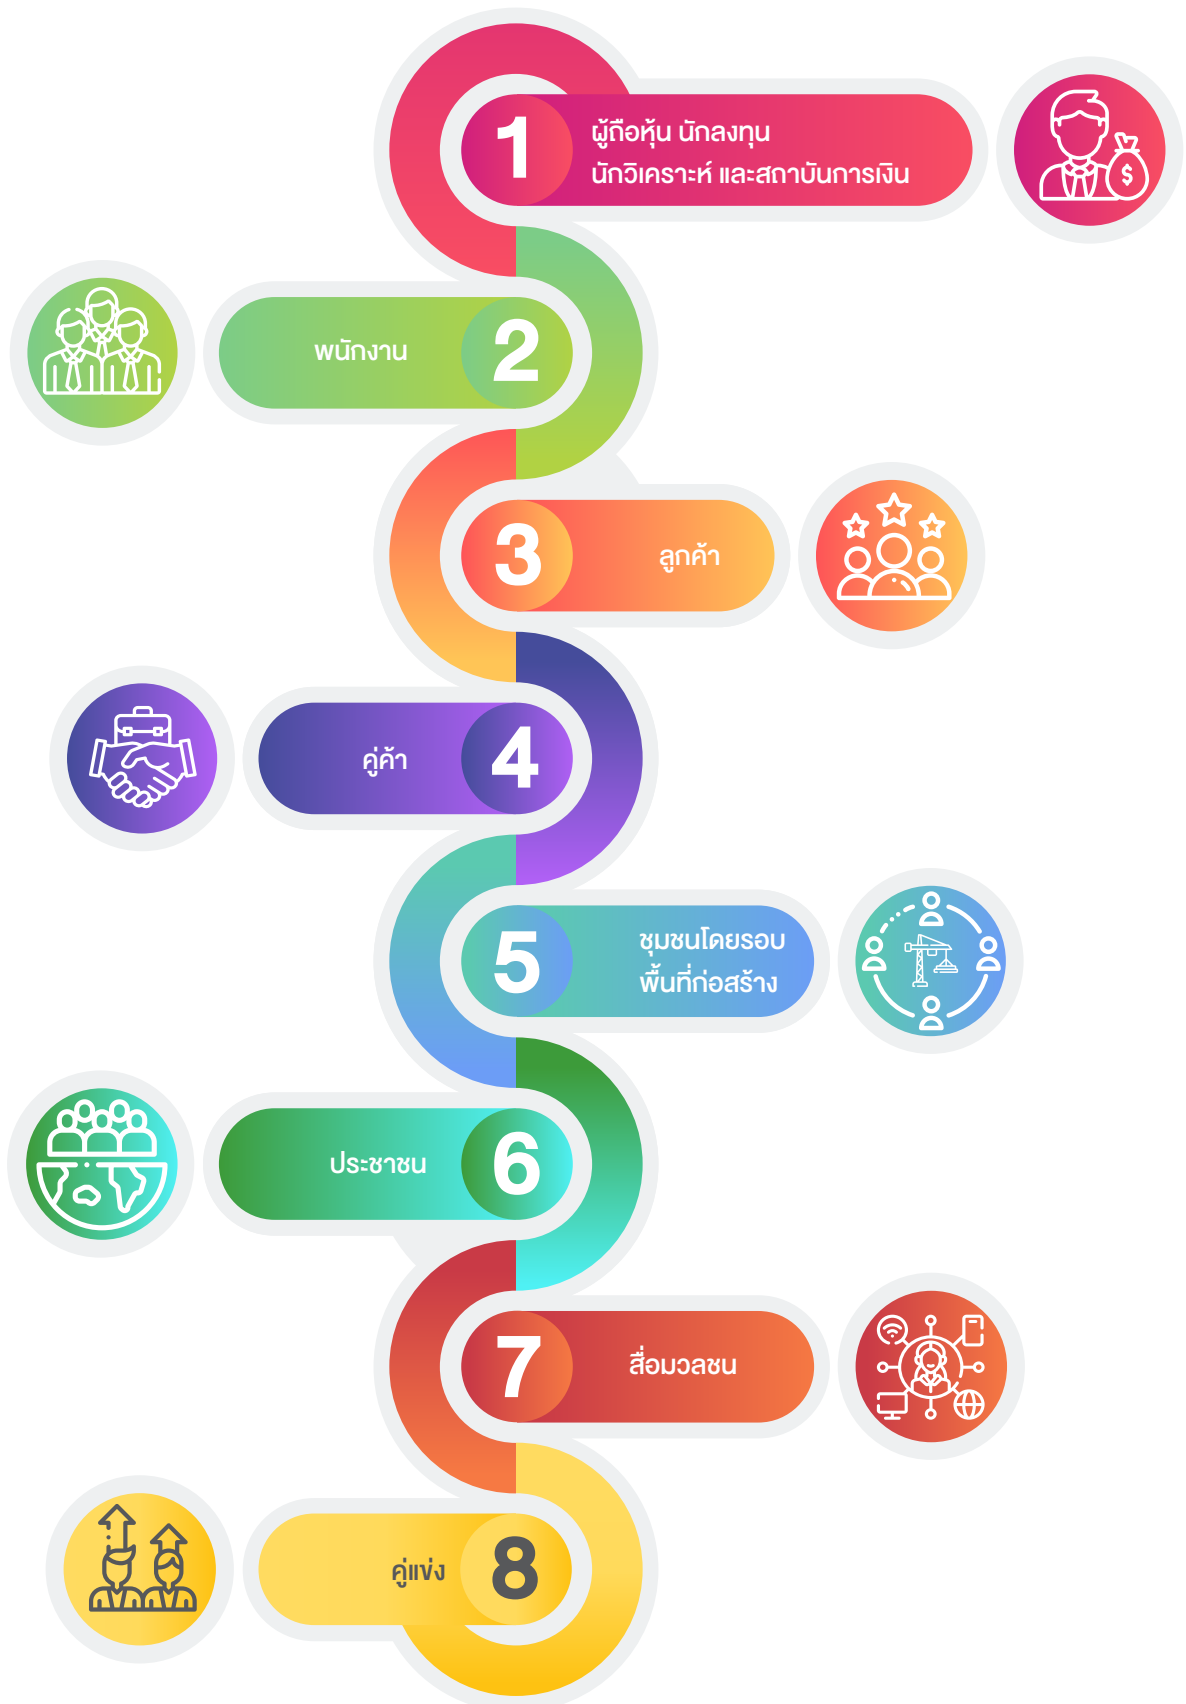 1
ผู้ถือหุ้น นักลงทุน
นักวิเคราะห์ และสถาบันการเงิน
$
พนักงาน
2
3
ลูกค้า
คู่ค้า
4
5
ชุมชนโดยรอบ
พื้นที่ก่อสร้าง
ประชาชน
6
7
สื่อมวลชน
คู่แข่ง
8